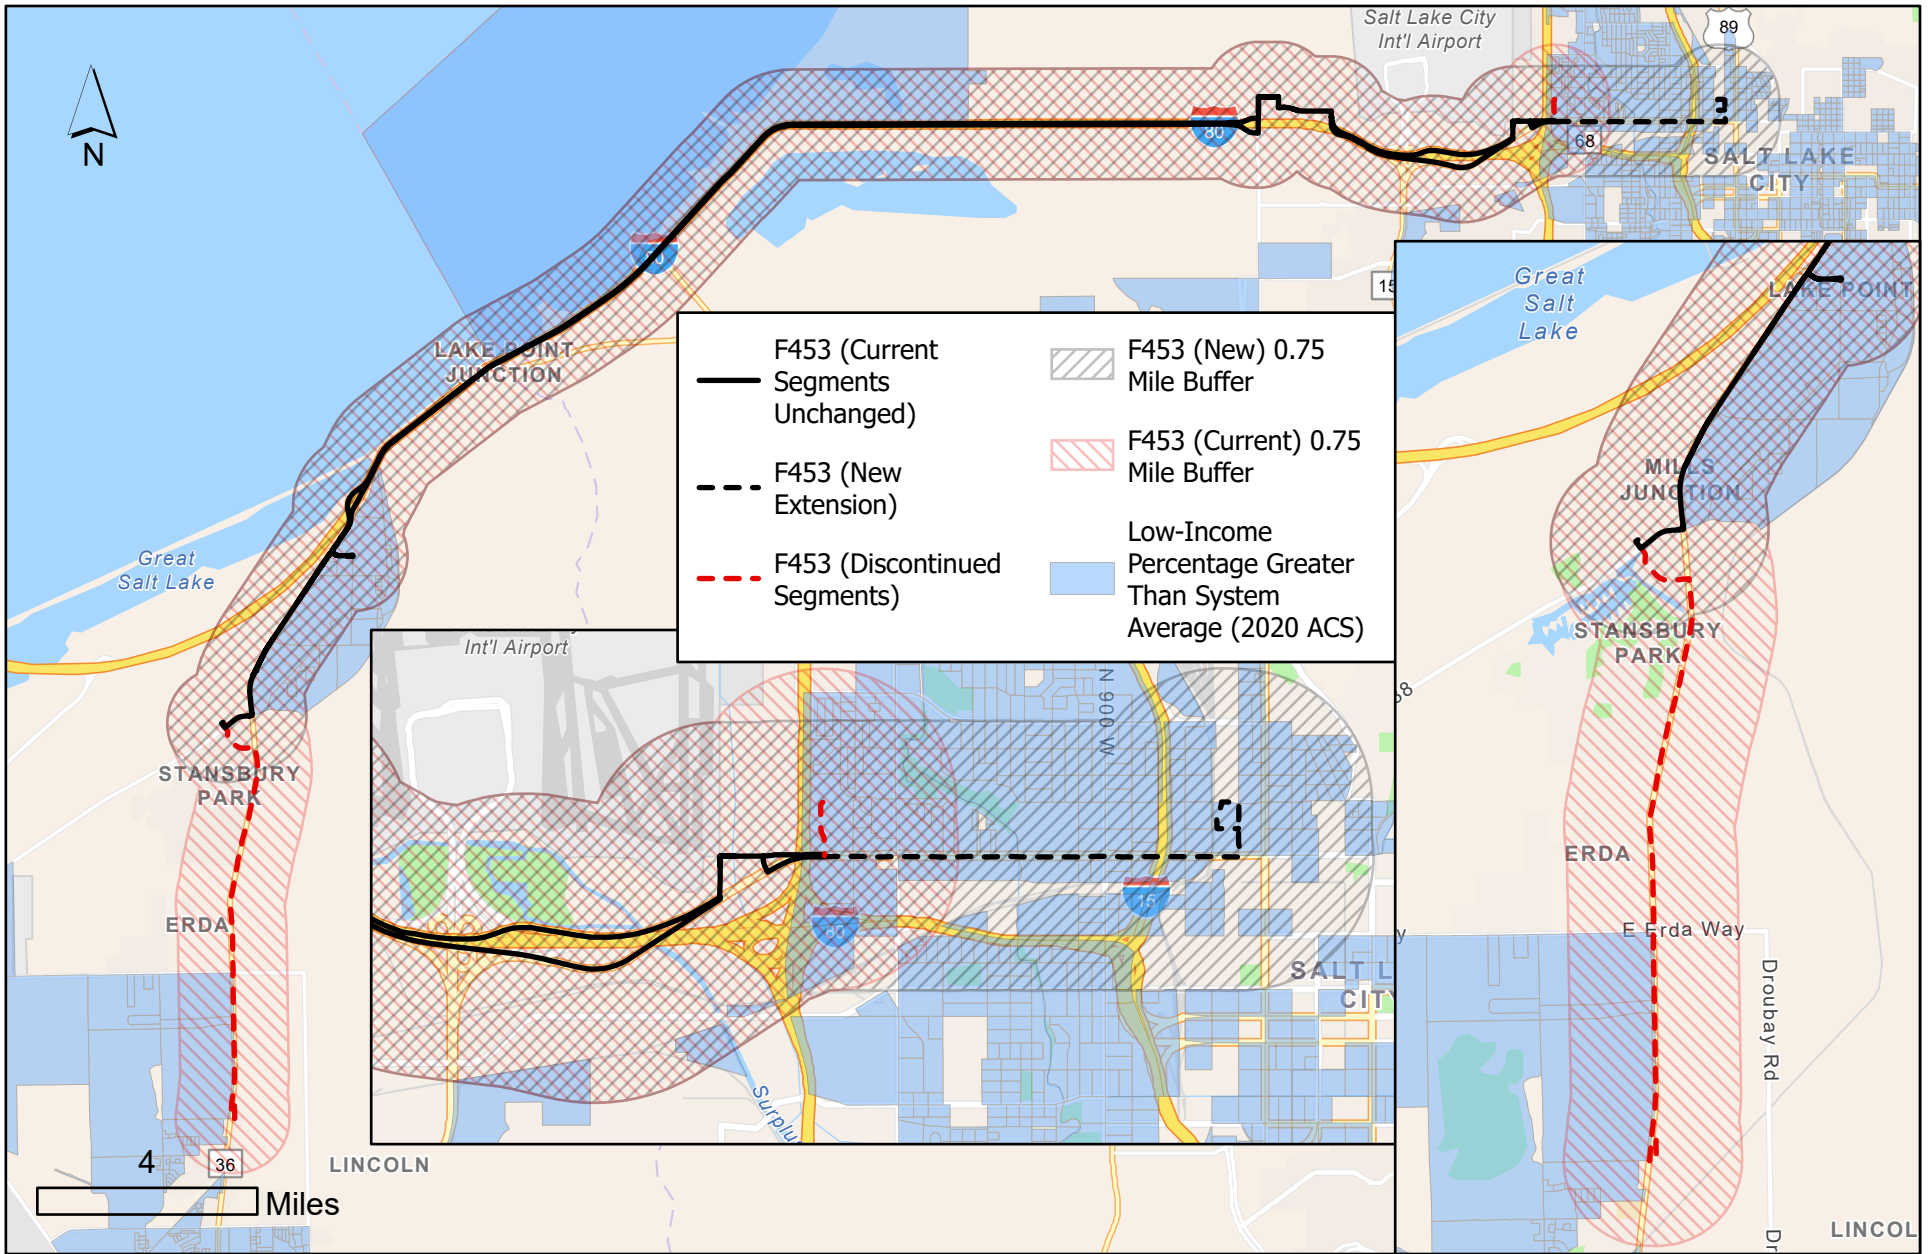 Salt Lake City
Int'l Airport
89
N
80
68
SALT LAKE
CITY
80
15
LAKE POINT
JUNCTION
Great
Salt Lake
STANSBURY
PARK
ERDA
36
LINCOLN
4
Miles
F453 (Current
Segments
Unchanged)
F453 (New
Extension)
F453 (Discontinued
Segments)
F453 (New) 0.75
Mile Buffer
F453 (Current) 0.75
Mile Buffer
Low-Income
Percentage Greater
Than System
Average (2020 ACS)
Int'l Airport
N 900 W
80
15
SALT L
CITY
Surplu
y
Great
Salt
Lake
LAKE POINT
MILLS
JUNCTION
STANSBURY
PARK
ERDA
E Erda Way
Droubay Rd
Dr
LINCOL